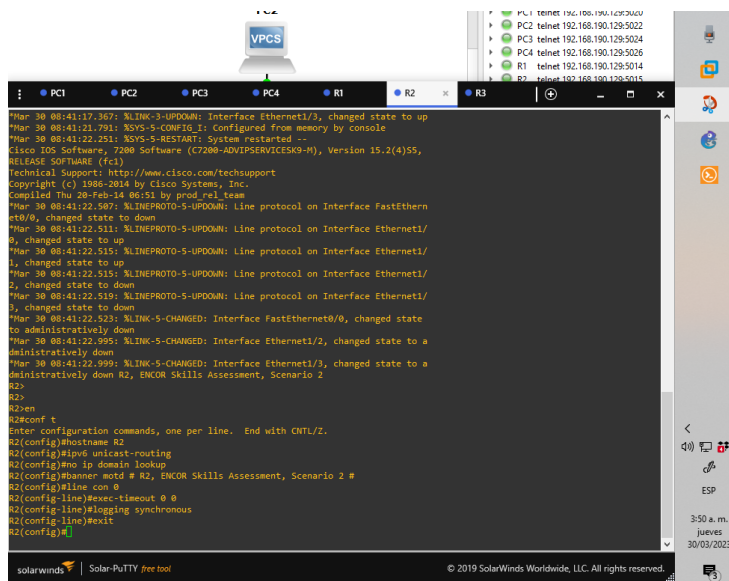 PC2
VPCS
PC1 telnet 192.168.190.129:5020
PC2 telnet 192.168.190.129:5022
PC3 telnet 192.168.190.129:5024
PC4 telnet 192.168.190.129:5026
R1 telnet 192.168.190.129:5014
R2 telnet 192.168.190.129:5015
PC1 PC2 PC3 PC4 R1 R2 × R3
*Mar 30 08:41:17.367: %LINK-3-UPDOWN: Interface Ethernet1/3, changed state to up
*Mar 30 08:41:21.791: %SYS-5-CONFIG_I: Configured from memory by console
*Mar 30 08:41:22.251: %SYS-5-RESTART: System restarted --
Cisco IOS Software, 7200 Software (C7200-ADVIPSERVICESK9-M), Version 15.2(4)S5,
RELEASE SOFTWARE (fc1)
Technical Support: http://www.cisco.com/techsupport
Copyright (c) 1986-2014 by Cisco Systems, Inc.
Compiled Thu 20-Feb-14 06:51 by prod_rel_team
*Mar 30 08:41:22.507: %LINEPROTO-5-UPDOWN: Line protocol on Interface FastEthern
et0/0, changed state to down
*Mar 30 08:41:22.511: %LINEPROTO-5-UPDOWN: Line protocol on Interface Ethernet1/
0, changed state to up
*Mar 30 08:41:22.515: %LINEPROTO-5-UPDOWN: Line protocol on Interface Ethernet1/
1, changed state to up
*Mar 30 08:41:22.515: %LINEPROTO-5-UPDOWN: Line protocol on Interface Ethernet1/
2, changed state to down
*Mar 30 08:41:22.519: %LINEPROTO-5-UPDOWN: Line protocol on Interface Ethernet1/
3, changed state to down
*Mar 30 08:41:22.523: %LINK-5-CHANGED: Interface FastEthernet0/0, changed state
to administratively down
*Mar 30 08:41:22.995: %LINK-5-CHANGED: Interface Ethernet1/2, changed state to a
dministratively down
*Mar 30 08:41:22.999: %LINK-5-CHANGED: Interface Ethernet1/3, changed state to a
dministratively down R2, ENCOR Skills Assessment, Scenario 2
R2>
R2>
R2>en
R2#conf t
Enter configuration commands, one per line. End with CNTL/Z.
R2(config)#hostname R2
R2(config)#ipv6 unicast-routing
R2(config)#no ip domain lookup
R2(config)#banner motd # R2, ENCOR Skills Assessment, Scenario 2 #
R2(config)#line con 0
R2(config-line)#exec-timeout 0 0
R2(config-line)#logging synchronous
R2(config-line)#exit
R2(config)#
solarwinds Solar-PuTTY free tool
© 2019 SolarWinds Worldwide, LLC. All rights reserved.
ESP
3:50 a. m.
jueves
30/03/2023
3